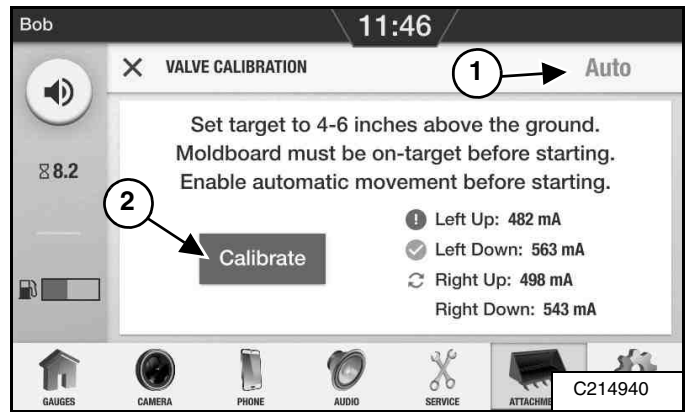 Bob
11:46
VALVE CALIBRATION
1
Auto
Set target to 4-6 inches above the ground.
Moldboard must be on-target before starting.
Enable automatic movement before starting.
8.2
2
Calibrate
Left Up: 482 mA
Left Down: 563 mA
Right Up: 498 mA
Right Down: 543 mA
GAUGES
CAMERA
PHONE
AUDIO
SERVICE
ATTACHME
C214940